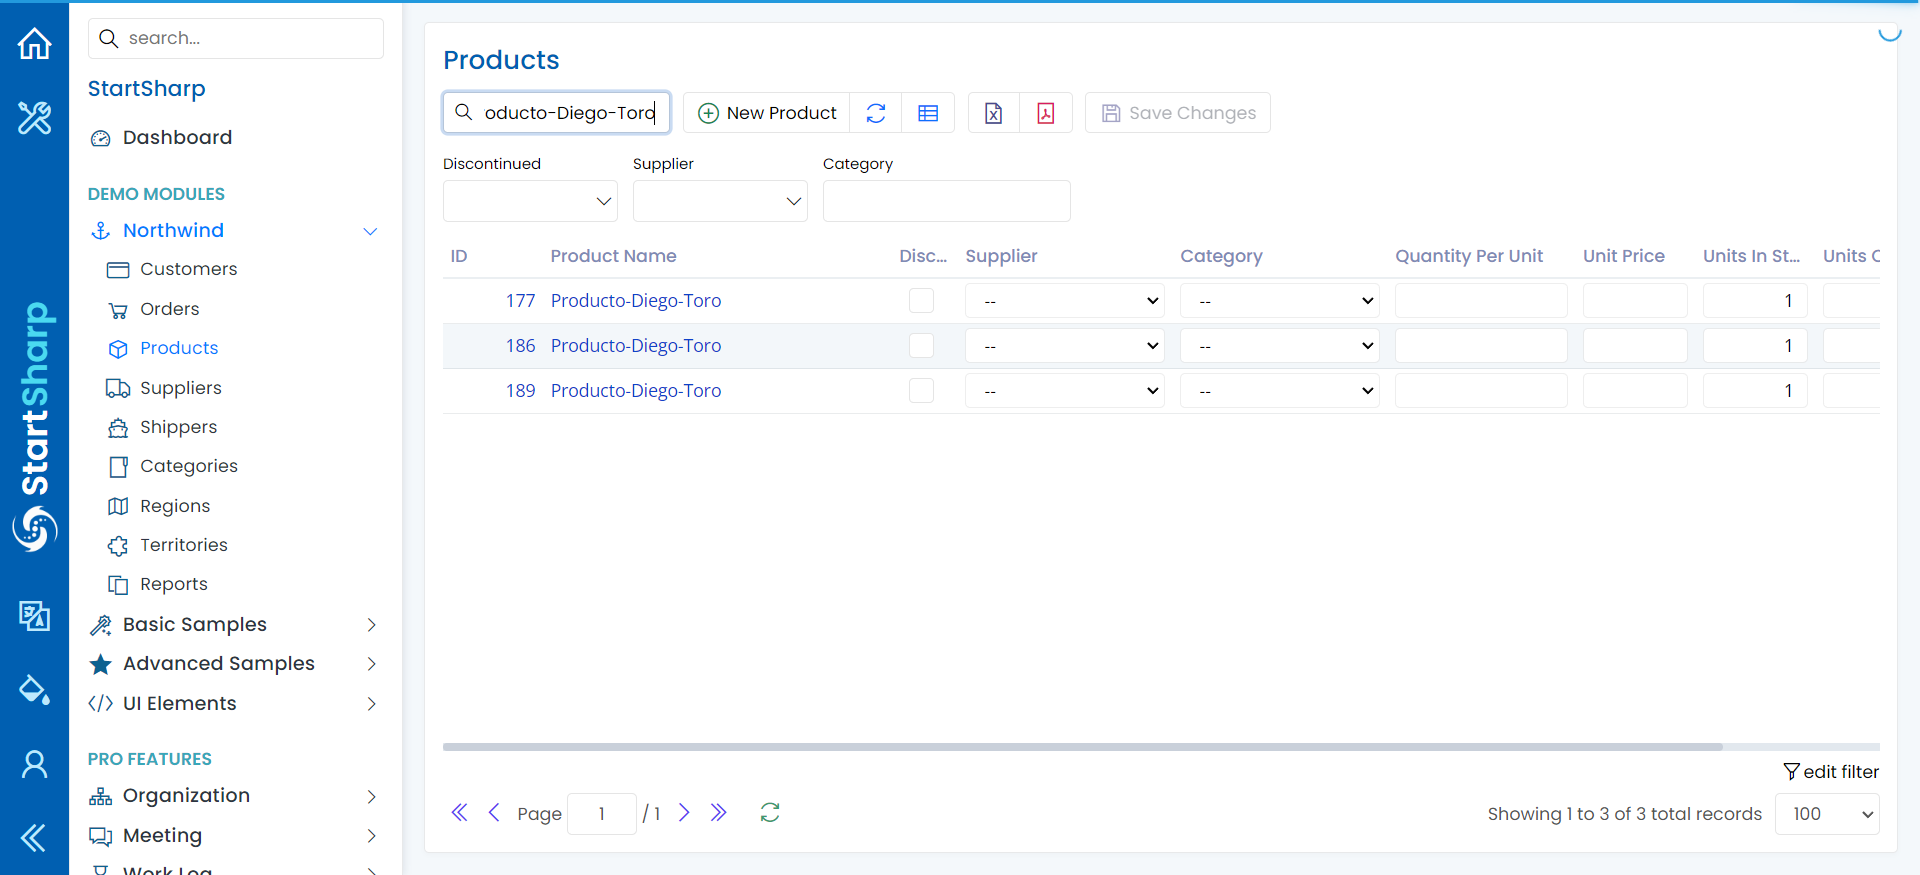 search...
StartSharp
Dashboard
DEMO MODULES
Northwind
Customers
Orders
Products
Suppliers
Shippers
Categories
Regions
Territories
Reports
Basic Samples
Advanced Samples
UI Elements
PRO FEATURES
Organization
Meeting
Work Log
StartSharp
Products
oducto-Diego-Toro
New Product
Save Changes
Discontinued Supplier Category
ID Product Name Disc... Supplier Category Quantity Per Unit Unit Price Units In St... Units
177 Producto-Diego-Toro -- -- 1
186 Producto-Diego-Toro -- -- 1
189 Producto-Diego-Toro -- -- 1
edit filter
Page 1 / 1
Showing 1 to 3 of 3 total records 100